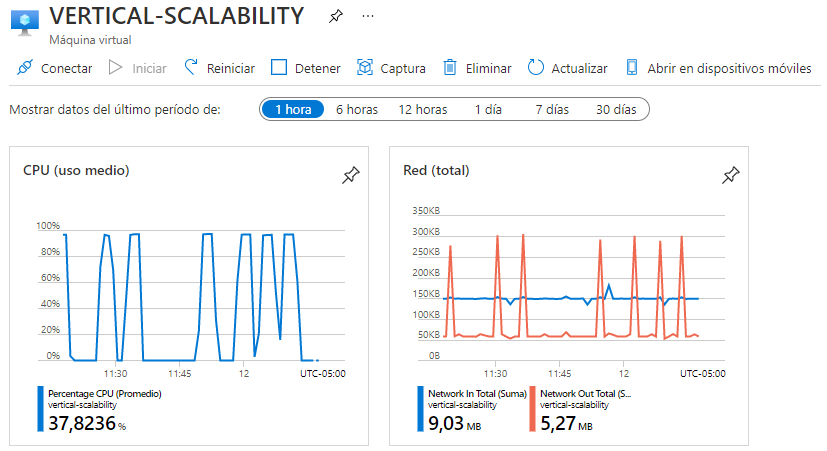 VERTICAL-SCALABILITY
...
Máquina virtual
Conectar Iniciar Reiniciar Detener Captura Eliminar Actualizar Abrir en dispositivos móviles
Mostrar datos del último período de: 1 hora 6 horas 12 horas 1 día 7 días 30 días
CPU (uso medio)
100%
80%
60%
40%
20%
0%
11:30 11:45 12 UTC-05:00
Percentage CPU (Promedio)
vertical-scalability
37,8236 %
Red (total)
350KB
300KB
250KB
200KB
150KB
100KB
50KB
0B
11:30 11:45 12 UTC-05:00
Network In Total (Suma) Network Out Total (S...
vertical-scalability vertical-scalability
9,03 MB 5,27 MB